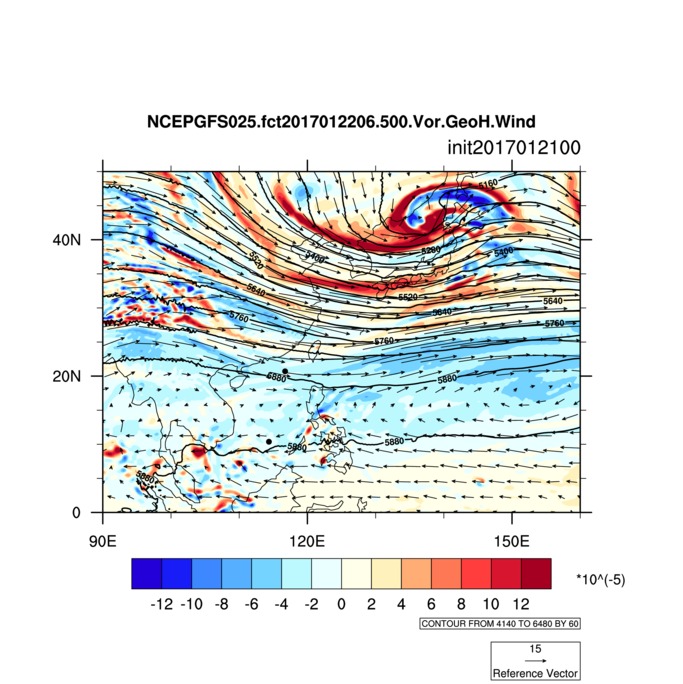 NCEPGFS025.fct2017012206.500.Vor.GeoH.Wind
init2017012100
5160
40N
5280
5400
5400
5520
5520
5640
5640
5640
5760
5760
5760
20N
5880
5880
5880
5880
5880
0
90E 120E 150E
-12 -10 -8 -6 -4 -2 0 2 4 6 8 10 12
*10^(-5)
CONTOUR FROM 4140 TO 6480 BY 60
15
Reference Vector